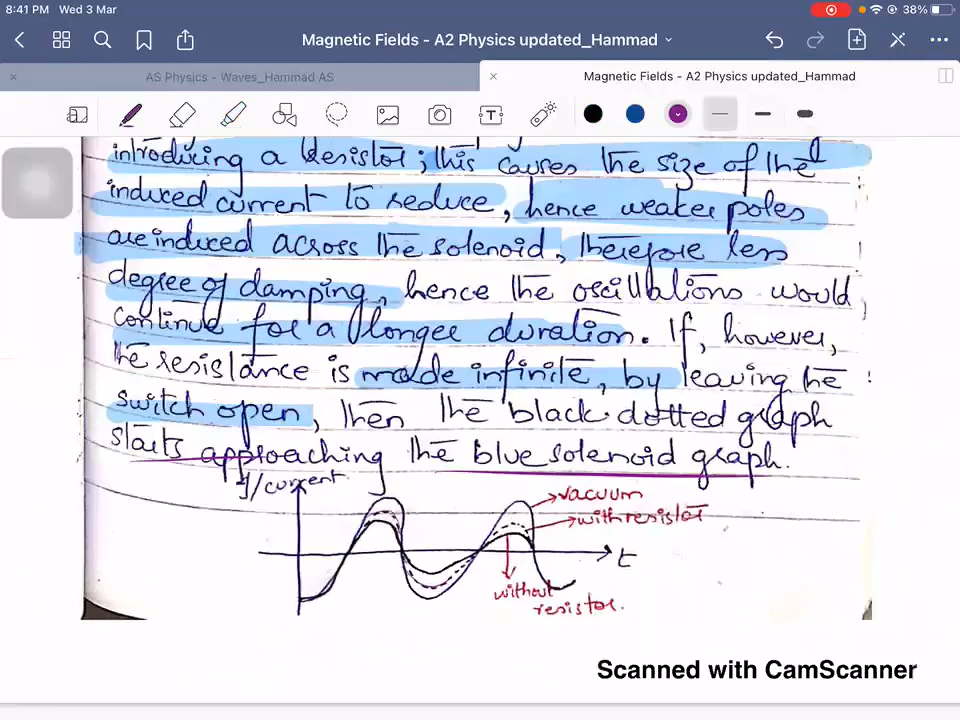 8:41 PM Wed 3 Mar
38%
Magnetic Fields - A2 Physics updated_Hammad
AS Physics - Waves_Hammad AS
Magnetic Fields - A2 Physics updated_Hammad
introducing a Resistor; this causes the size of the
induced current to reduce, hence weaker poles
are induced across the solenoid, therefore less
degree of damping, hence the oscillations would
continue for a longer duration. If, however,
the resistance is made infinite, by leaving the
switch open, then the black dotted graph
starts approaching the blue solenoid graph.
/current
vacuum
with resistor
t
without
resistor.
Scanned with CamScanner